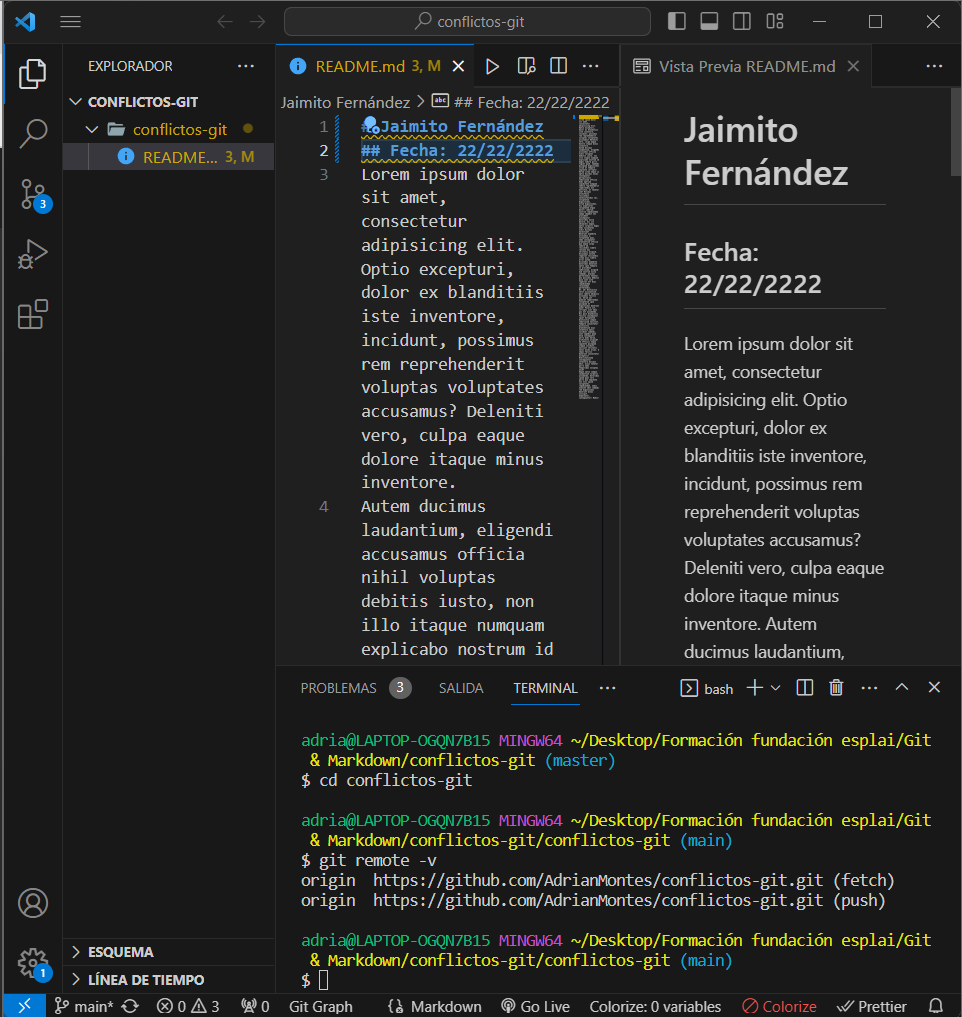 conflictos-git
EXPLORADOR
CONFLICTOS-GIT
conflictos-git
README... 3, M
3
1
ESQUEMA
LÍNEA DE TIEMPO
README.md 3, M
Jaimito Fernández > ## Fecha: 22/22/2222
1 # Jaimito Fernández
2 ## Fecha: 22/22/2222
3 Lorem ipsum dolor
sit amet,
consectetur
adipisicing elit.
Optio excepturi,
dolor ex blanditiis
iste inventore,
incidunt, possimus
rem reprehenderit
voluptas voluptates
accusamus? Deleniti
vero, culpa eaque
dolore itaque minus
inventore.
4 Autem ducimus
laudantium, eligendi
accusamus officia
nihil voluptas
debitis iusto, non
illo itaque numquam
explicabo nostrum id
Vista Previa README.md
Jaimito
Fernández
Fecha:
22/22/2222
Lorem ipsum dolor sit
amet, consectetur
adipisicing elit. Optio
excepturi, dolor ex
blanditiis iste inventore,
incidunt, possimus rem
reprehenderit voluptas
voluptates accusamus?
Deleniti vero, culpa eaque
dolore itaque minus
inventore. Autem
ducimus laudantium,
PROBLEMAS 3 SALIDA TERMINAL ... bash
adria@LAPTOP-OGQN7B15 MINGW64 ~/Desktop/Formación fundación esplai/Git
& Markdown/conflictos-git (master)
$ cd conflictos-git
adria@LAPTOP-OGQN7B15 MINGW64 ~/Desktop/Formación fundación esplai/Git
& Markdown/conflictos-git/conflictos-git (main)
$ git remote -v
origin  https://github.com/AdrianMontes/conflictos-git.git (fetch)
origin  https://github.com/AdrianMontes/conflictos-git.git (push)
adria@LAPTOP-OGQN7B15 MINGW64 ~/Desktop/Formación fundación esplai/Git
& Markdown/conflictos-git/conflictos-git (main)
$
main* 0 3 0 Git Graph Markdown Go Live Colorize: 0 variables Colorize Prettier